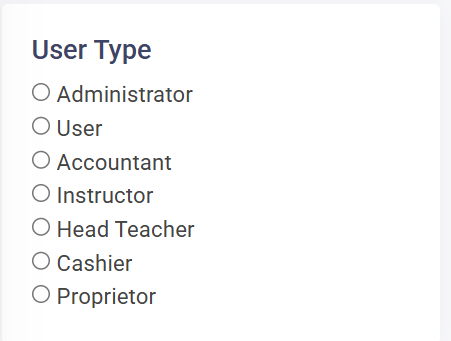 User Type
Administrator
User
Accountant
Instructor
Head Teacher
Cashier
Proprietor